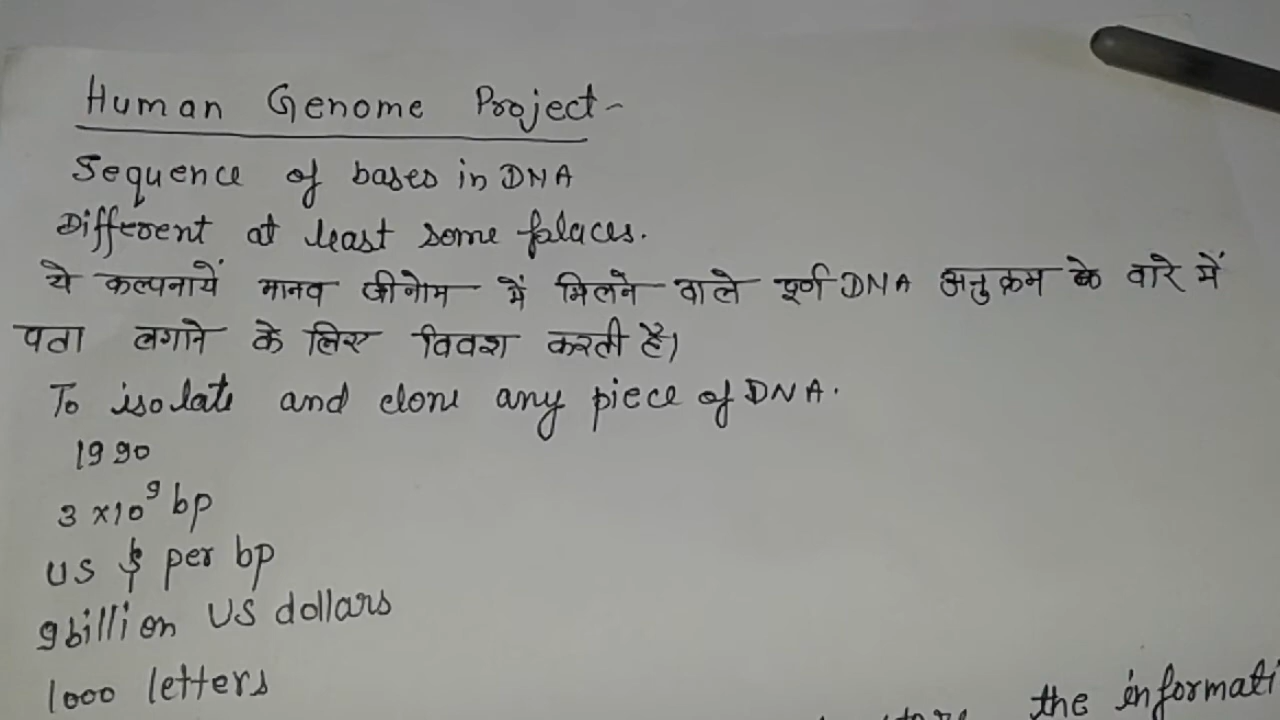 Human Genome Project-
Sequence of bases in DNA
Different at least some falaces.
ये कल्पनायें मानव जीनोम में मिलने वाले पूर्ण DNA अनुक्रम के वारे में
पता लगाने के लिए विवश करती है।
To isolate and clone any piece of DNA.
1990
3 x10⁹ bp
US $ per bp
9 billion US dollars
1000 letters
the informati